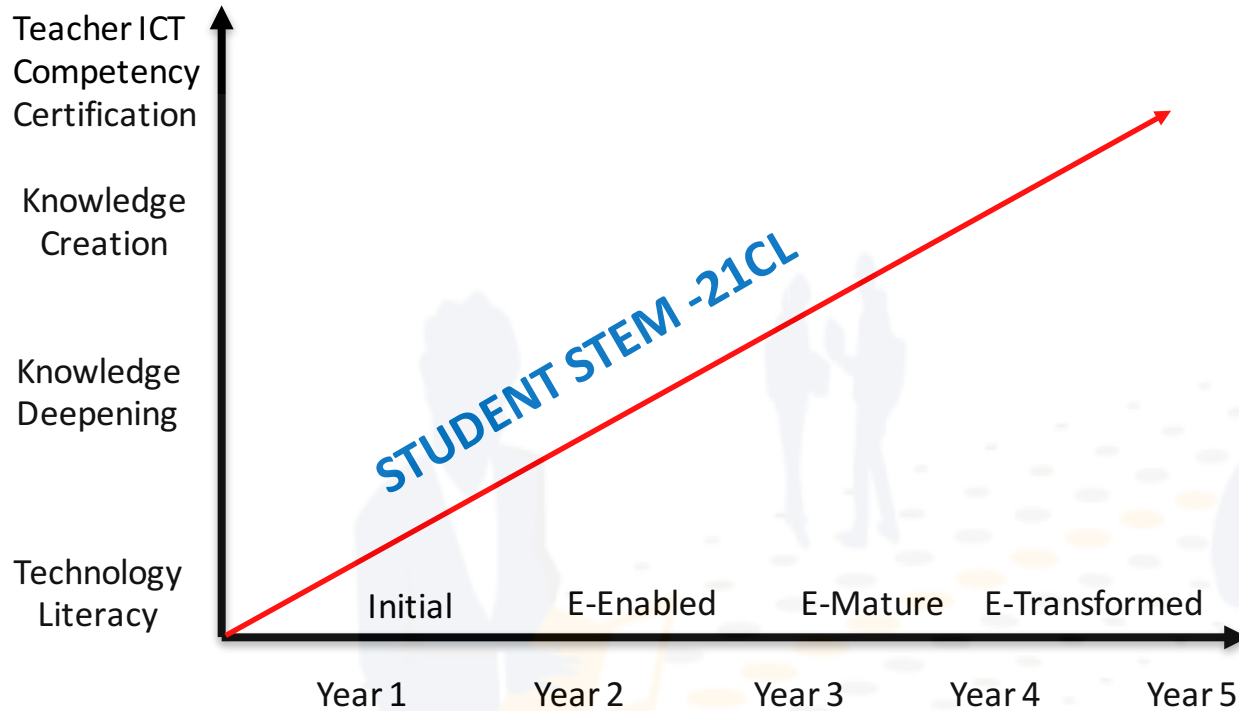 Teacher ICT
Competency
Certification
Knowledge
Creation
Knowledge
Deepening
Technology
Literacy
STUDENT STEM -21CL
Initial E-Enabled E-Mature E-Transformed
Year 1 Year 2 Year 3 Year 4 Year 5